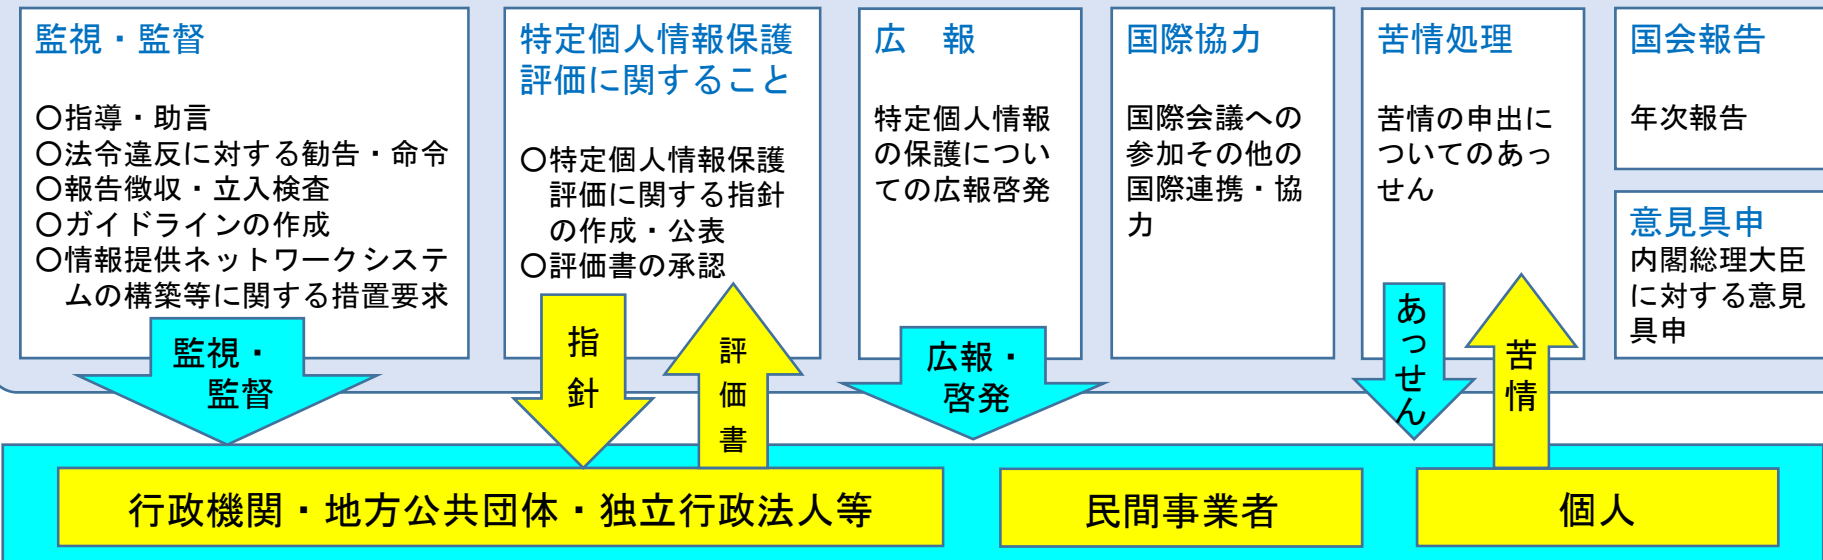 監視・監督
〇指導・助言
〇法令違反に対する勧告・命令
〇報告徴収・立入検査
〇ガイドラインの作成
〇情報提供ネットワークシステ
ムの構築等に関する措置要求
特定個人情報保護
評価に関すること
〇特定個人情報保護
評価に関する指針
の作成・公表
〇評価書の承認
広　報
特定個人情報
の保護につい
ての広報啓発
国際協力
国際会議への
参加その他の
国際連携・協
力
苦情処理
苦情の申出に
ついてのあっ
せん
国会報告
年次報告
意見具申
内閣総理大臣
に対する意見
具申
監視・
監督
指針
評価書
広報・
啓発
あっせん
苦情
行政機関・地方公共団体・独立行政法人等
民間事業者
個人